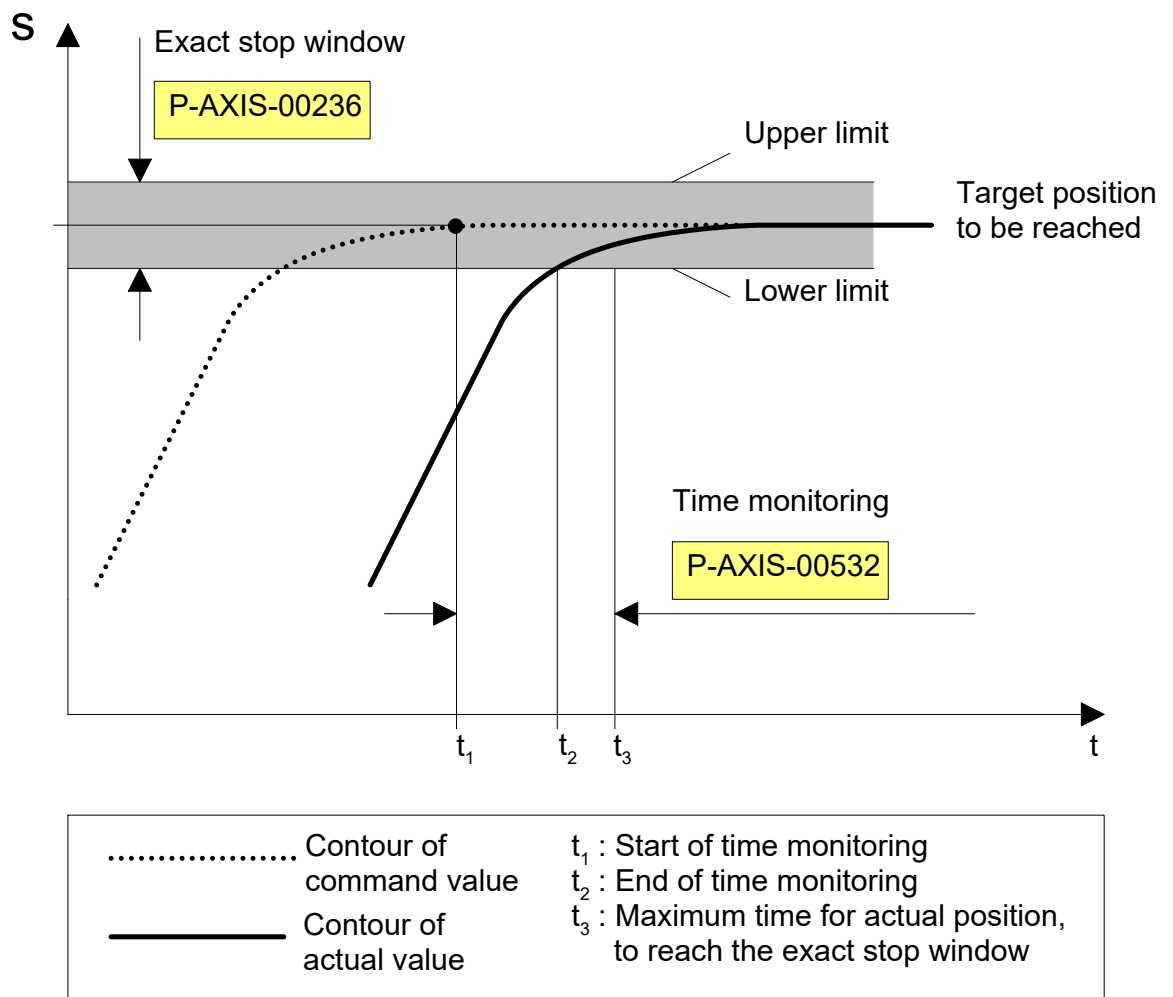 S
Exact stop window
P-AXIS-00236
Upper limit
Target position
to be reached
Lower limit
Time monitoring
P-AXIS-00532
t₁
t₂
t₃
t
Contour of
command value
Contour of
actual value
t₁ : Start of time monitoring
t₂ : End of time monitoring
t₃ : Maximum time for actual position,
to reach the exact stop window